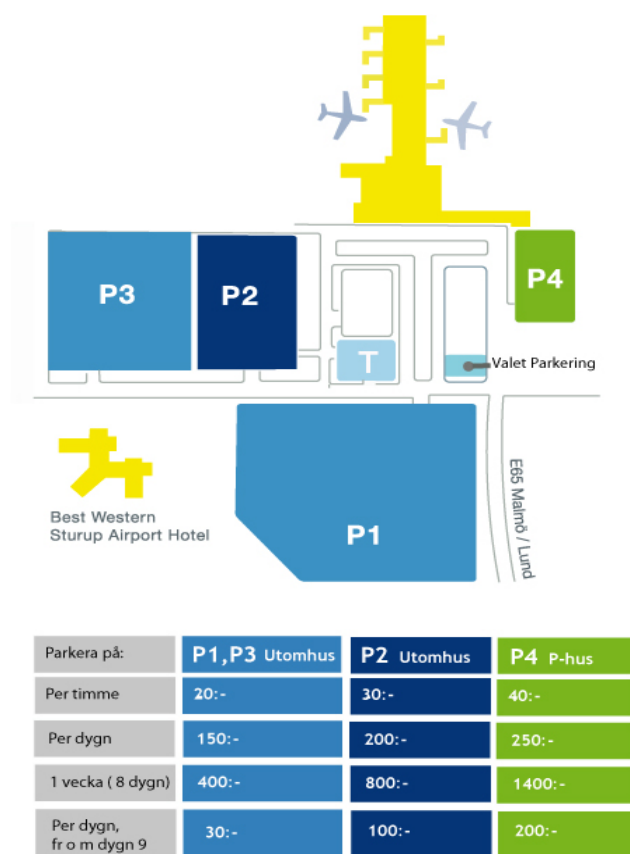 P3
P2
P4
T
Valet Parkering
P1
E65 Malmö / Lund
Best Western
Sturup Airport Hotel
Parkera på:
P1,P3 Utomhus
P2 Utomhus
P4 P-hus
Per timme
20:-
30:-
40:-
Per dygn
150:-
200:-
250:-
1 vecka ( 8 dygn)
400:-
800:-
1400:-
Per dygn,
fr o m dygn 9
30:-
100:-
200:-